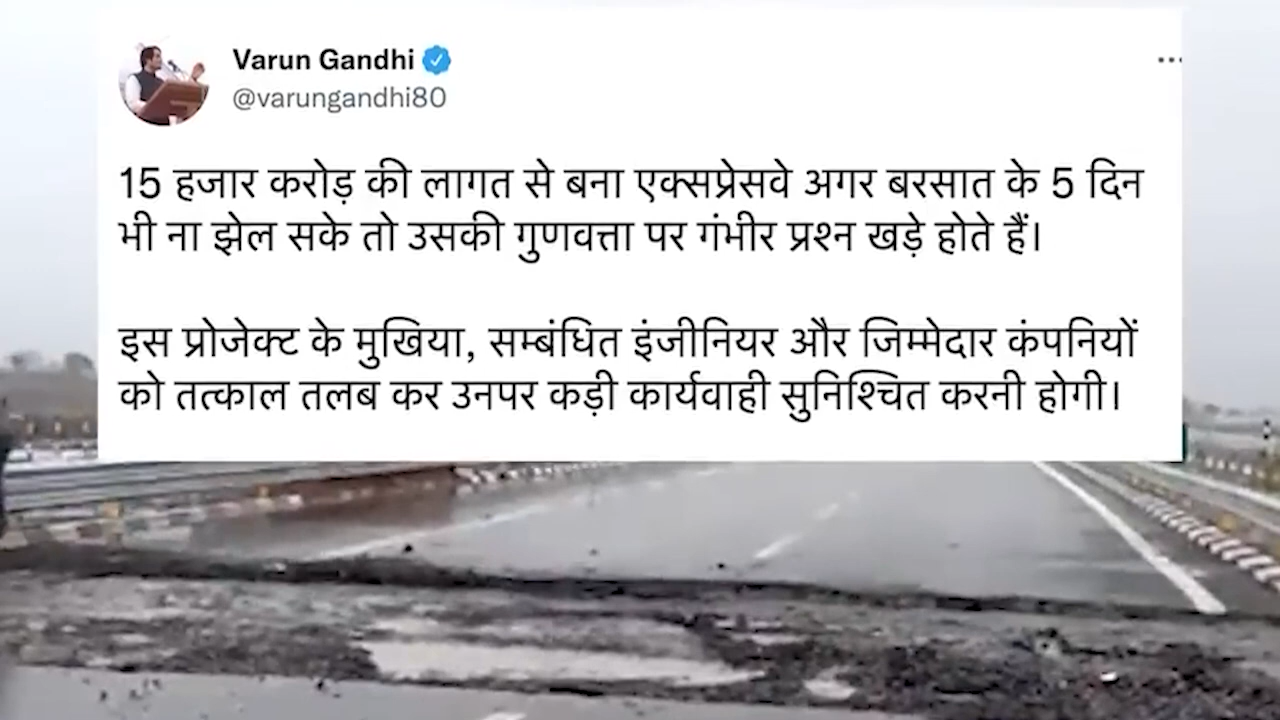 Varun Gandhi
@varungandhi80
15 हजार करोड़ की लागत से बना एक्सप्रेसवे अगर बरसात के 5 दिन
भी ना झेल सके तो उसकी गुणवत्ता पर गंभीर प्रश्न खड़े होते हैं।
इस प्रोजेक्ट के मुखिया, सम्बंधित इंजीनियर और जिम्मेदार कंपनियों
को तत्काल तलब कर उनपर कड़ी कार्यवाही सुनिश्चित करनी होगी।